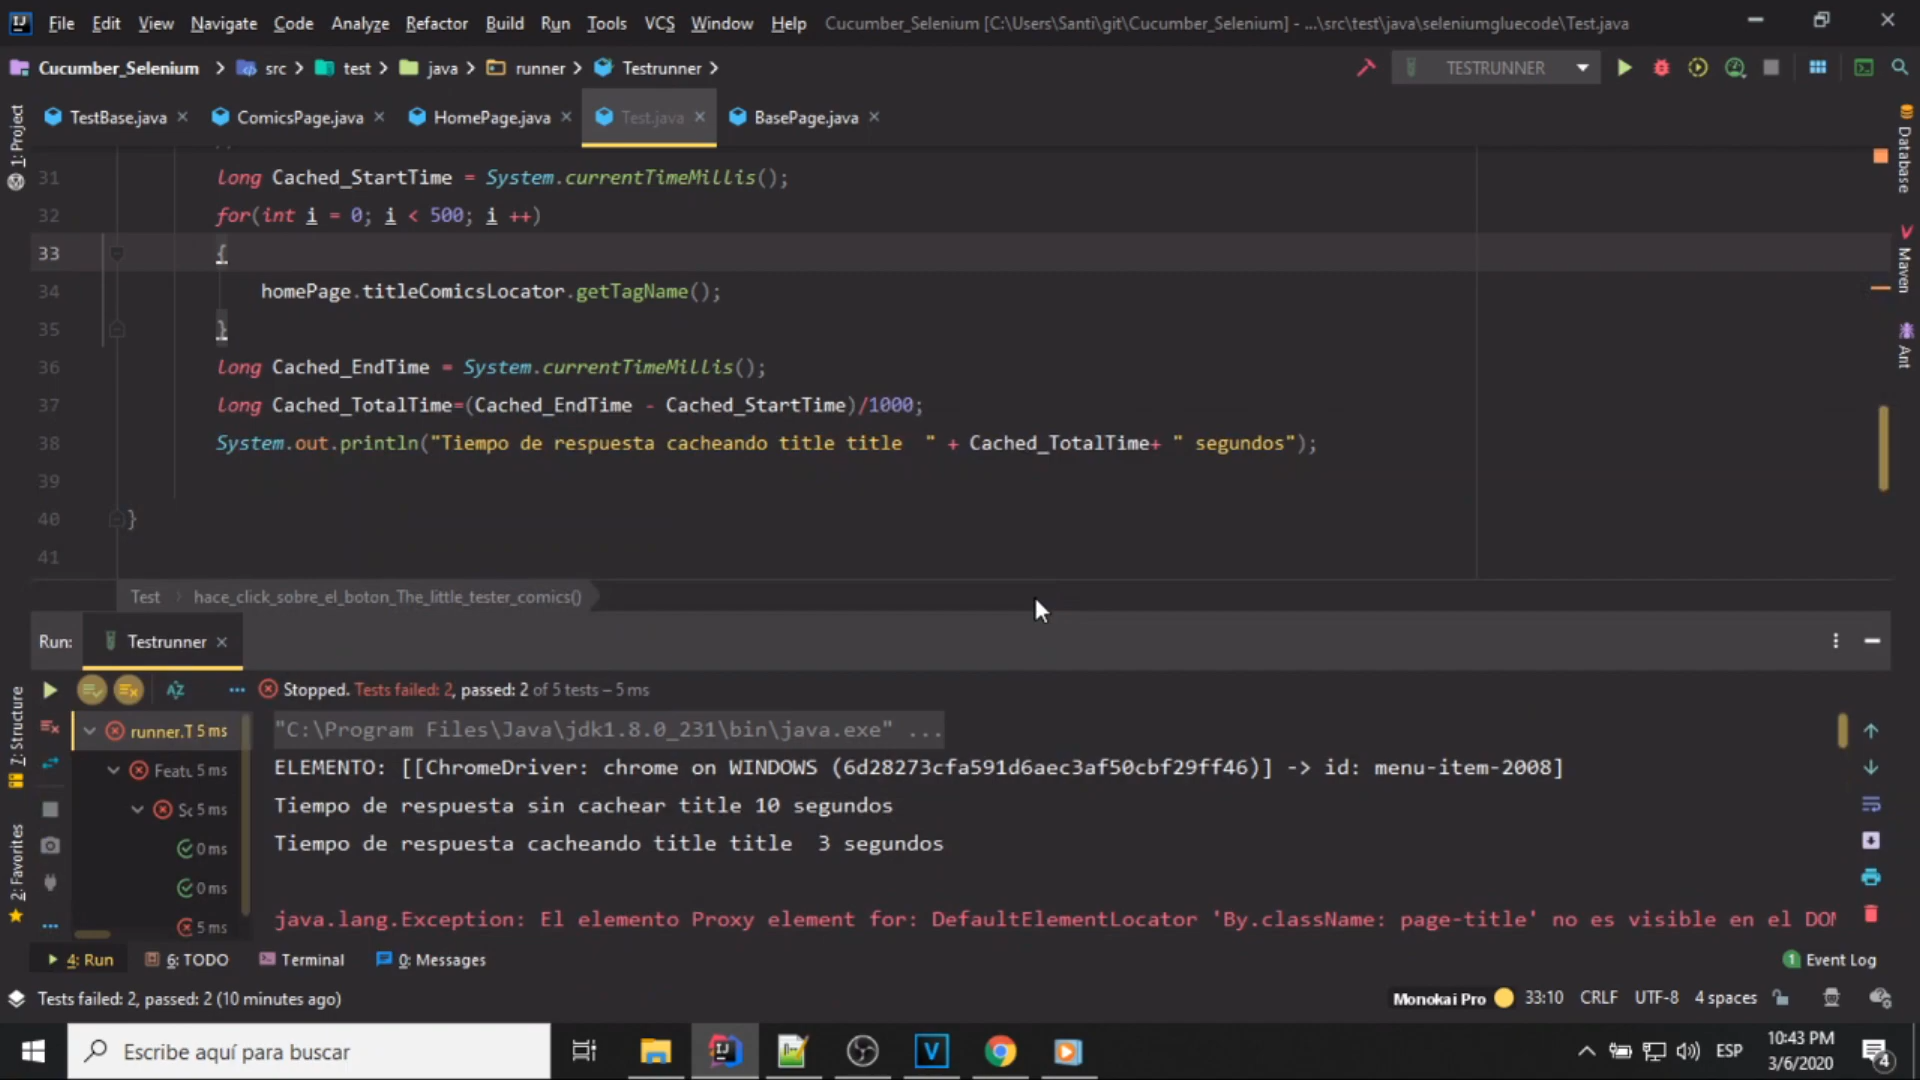 File Edit View Navigate Code Analyze Refactor Build Run Tools VCS Window Help Cucumber_Selenium [C:\Users\Santi\git\Cucumber_Selenium] - ...\src\test\java\seleniumgluecode\Test.java
Cucumber_Selenium src test java runner Testrunner TESTRUNNER
TestBase.java ComicsPage.java HomePage.java Test.java BasePage.java
1: Project
Database
Maven
Ant
31 long Cached_StartTime = System.currentTimeMillis();
32 for(int i = 0; i < 500; i ++)
33 {
34 homePage.titleComicsLocator.getTagName();
35 }
36 long Cached_EndTime = System.currentTimeMillis();
37 long Cached_TotalTime=(Cached_EndTime - Cached_StartTime)/1000;
38 System.out.println("Tiempo de respuesta cacheando title title  " + Cached_TotalTime+ " segundos");
39
40 }
41
Test hace_click_sobre_el_boton_The_little_tester_comics()
Run: Testrunner
Stopped. Tests failed: 2, passed: 2 of 5 tests – 5 ms
7: Structure
2: Favorites
runner.T 5 ms
Featu 5 ms
Sc 5 ms
0 ms
0 ms
5 ms
"C:\Program Files\Java\jdk1.8.0_231\bin\java.exe" ...
ELEMENTO: [[ChromeDriver: chrome on WINDOWS (6d28273cfa591d6aec3af50cbf29ff46)] -> id: menu-item-2008]
Tiempo de respuesta sin cachear title 10 segundos
Tiempo de respuesta cacheando title title  3 segundos
java.lang.Exception: El elemento Proxy element for: DefaultElementLocator 'By.className: page-title' no es visible en el DOM
4: Run 6: TODO Terminal 0: Messages 1 Event Log
Tests failed: 2, passed: 2 (10 minutes ago) Monokai Pro 33:10 CRLF UTF-8 4 spaces
Escribe aquí para buscar
ESP
10:43 PM
3/6/2020
4